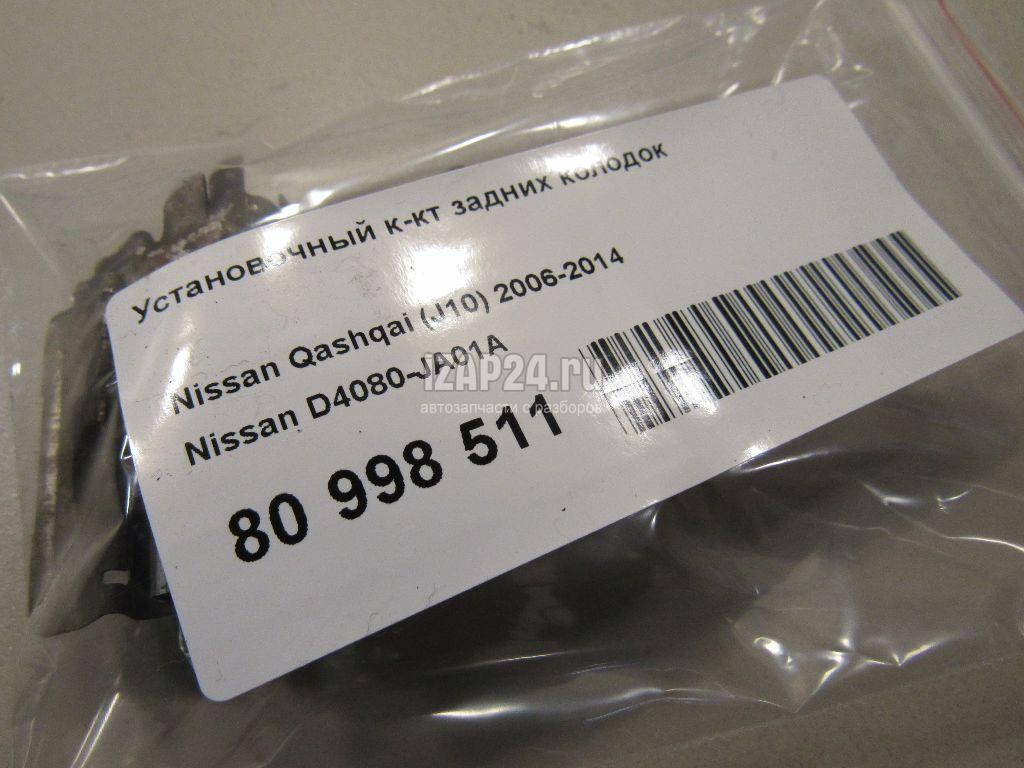 Установочный к-кт задних колодок
Nissan Qashqai (J10) 2006-2014
Nissan D4080-JA01A
80 998 511
IZAP24.ru
автозапчасти с разборов